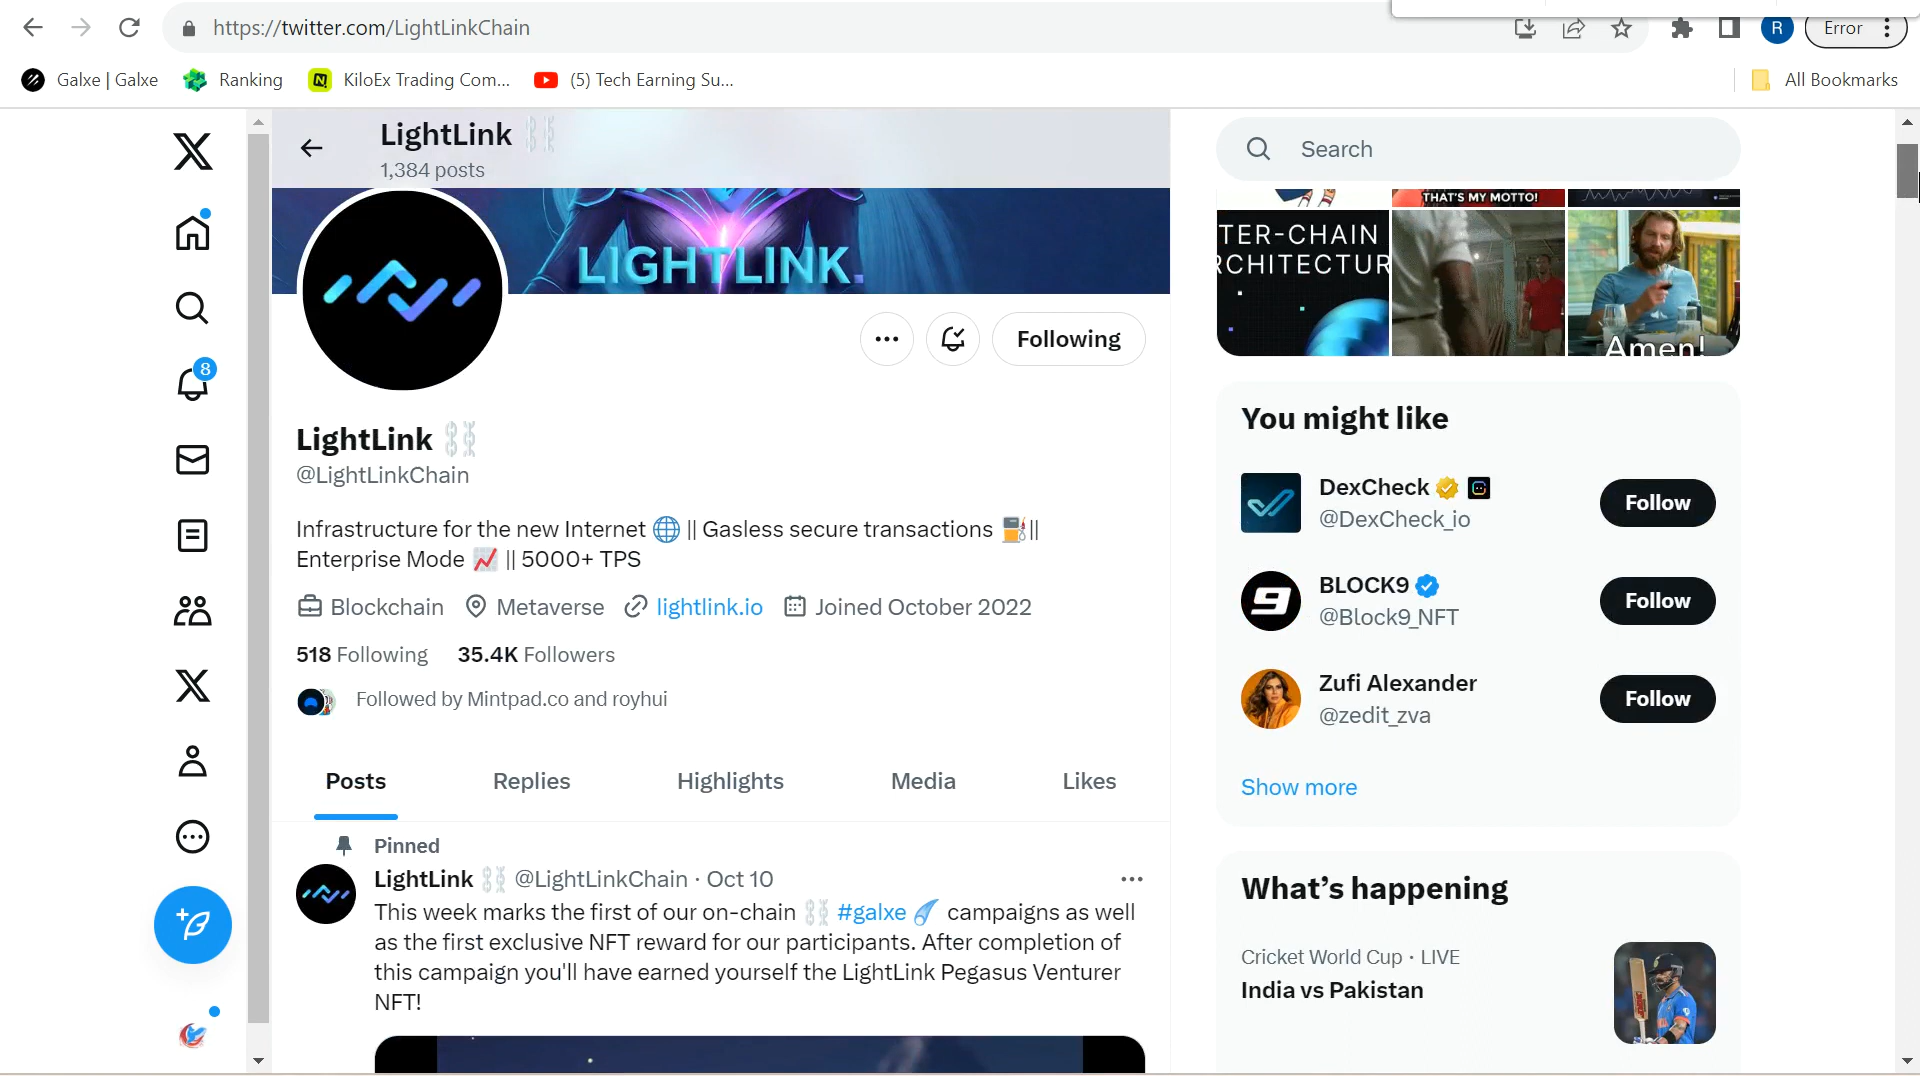 https://twitter.com/LightLinkChain
R
Error
Galxe | Galxe
Ranking
KiloEx Trading Com...
(5) Tech Earning Su...
All Bookmarks
LightLink
1,384 posts
LIGHTLINK.
Following
LightLink
@LightLinkChain
Infrastructure for the new Internet 🌐 || Gasless secure transactions ⛽||
Enterprise Mode 📈 || 5000+ TPS
Blockchain
Metaverse
lightlink.io
Joined October 2022
518 Following
35.4K Followers
Followed by Mintpad.co and royhui
Posts
Replies
Highlights
Media
Likes
Pinned
LightLink ⛓ @LightLinkChain · Oct 10
This week marks the first of our on-chain ⛓ #galxe ☄ campaigns as well
as the first exclusive NFT reward for our participants. After completion of
this campaign you'll have earned yourself the LightLink Pegasus Venturer
NFT!
8
Search
THAT'S MY MOTTO!
TER-CHAIN
RCHITECTUR
Amen!
You might like
DexCheck
@DexCheck_io
Follow
BLOCK9
@Block9_NFT
Follow
Zufi Alexander
@zedit_zva
Follow
Show more
What's happening
Cricket World Cup · LIVE
India vs Pakistan